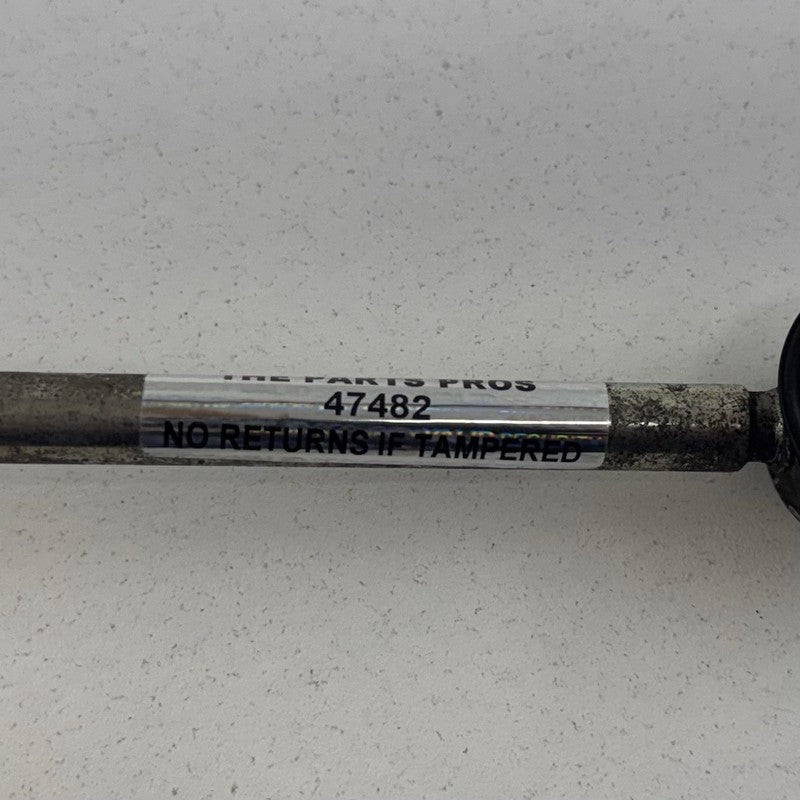 THE PARTS PROS
47482
NO RETURNS IF TAMPERED